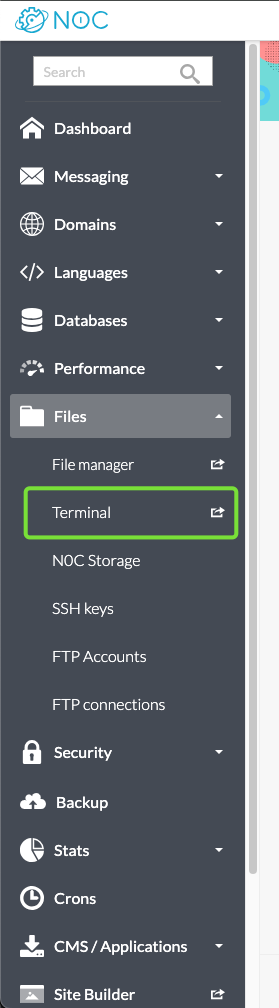 N0C
Search
Dashboard
Messaging
Domains
Languages
Databases
Performance
Files
File manager
Terminal
N0C Storage
SSH keys
FTP Accounts
FTP connections
Security
Backup
Stats
Crons
CMS / Applications
Site Builder